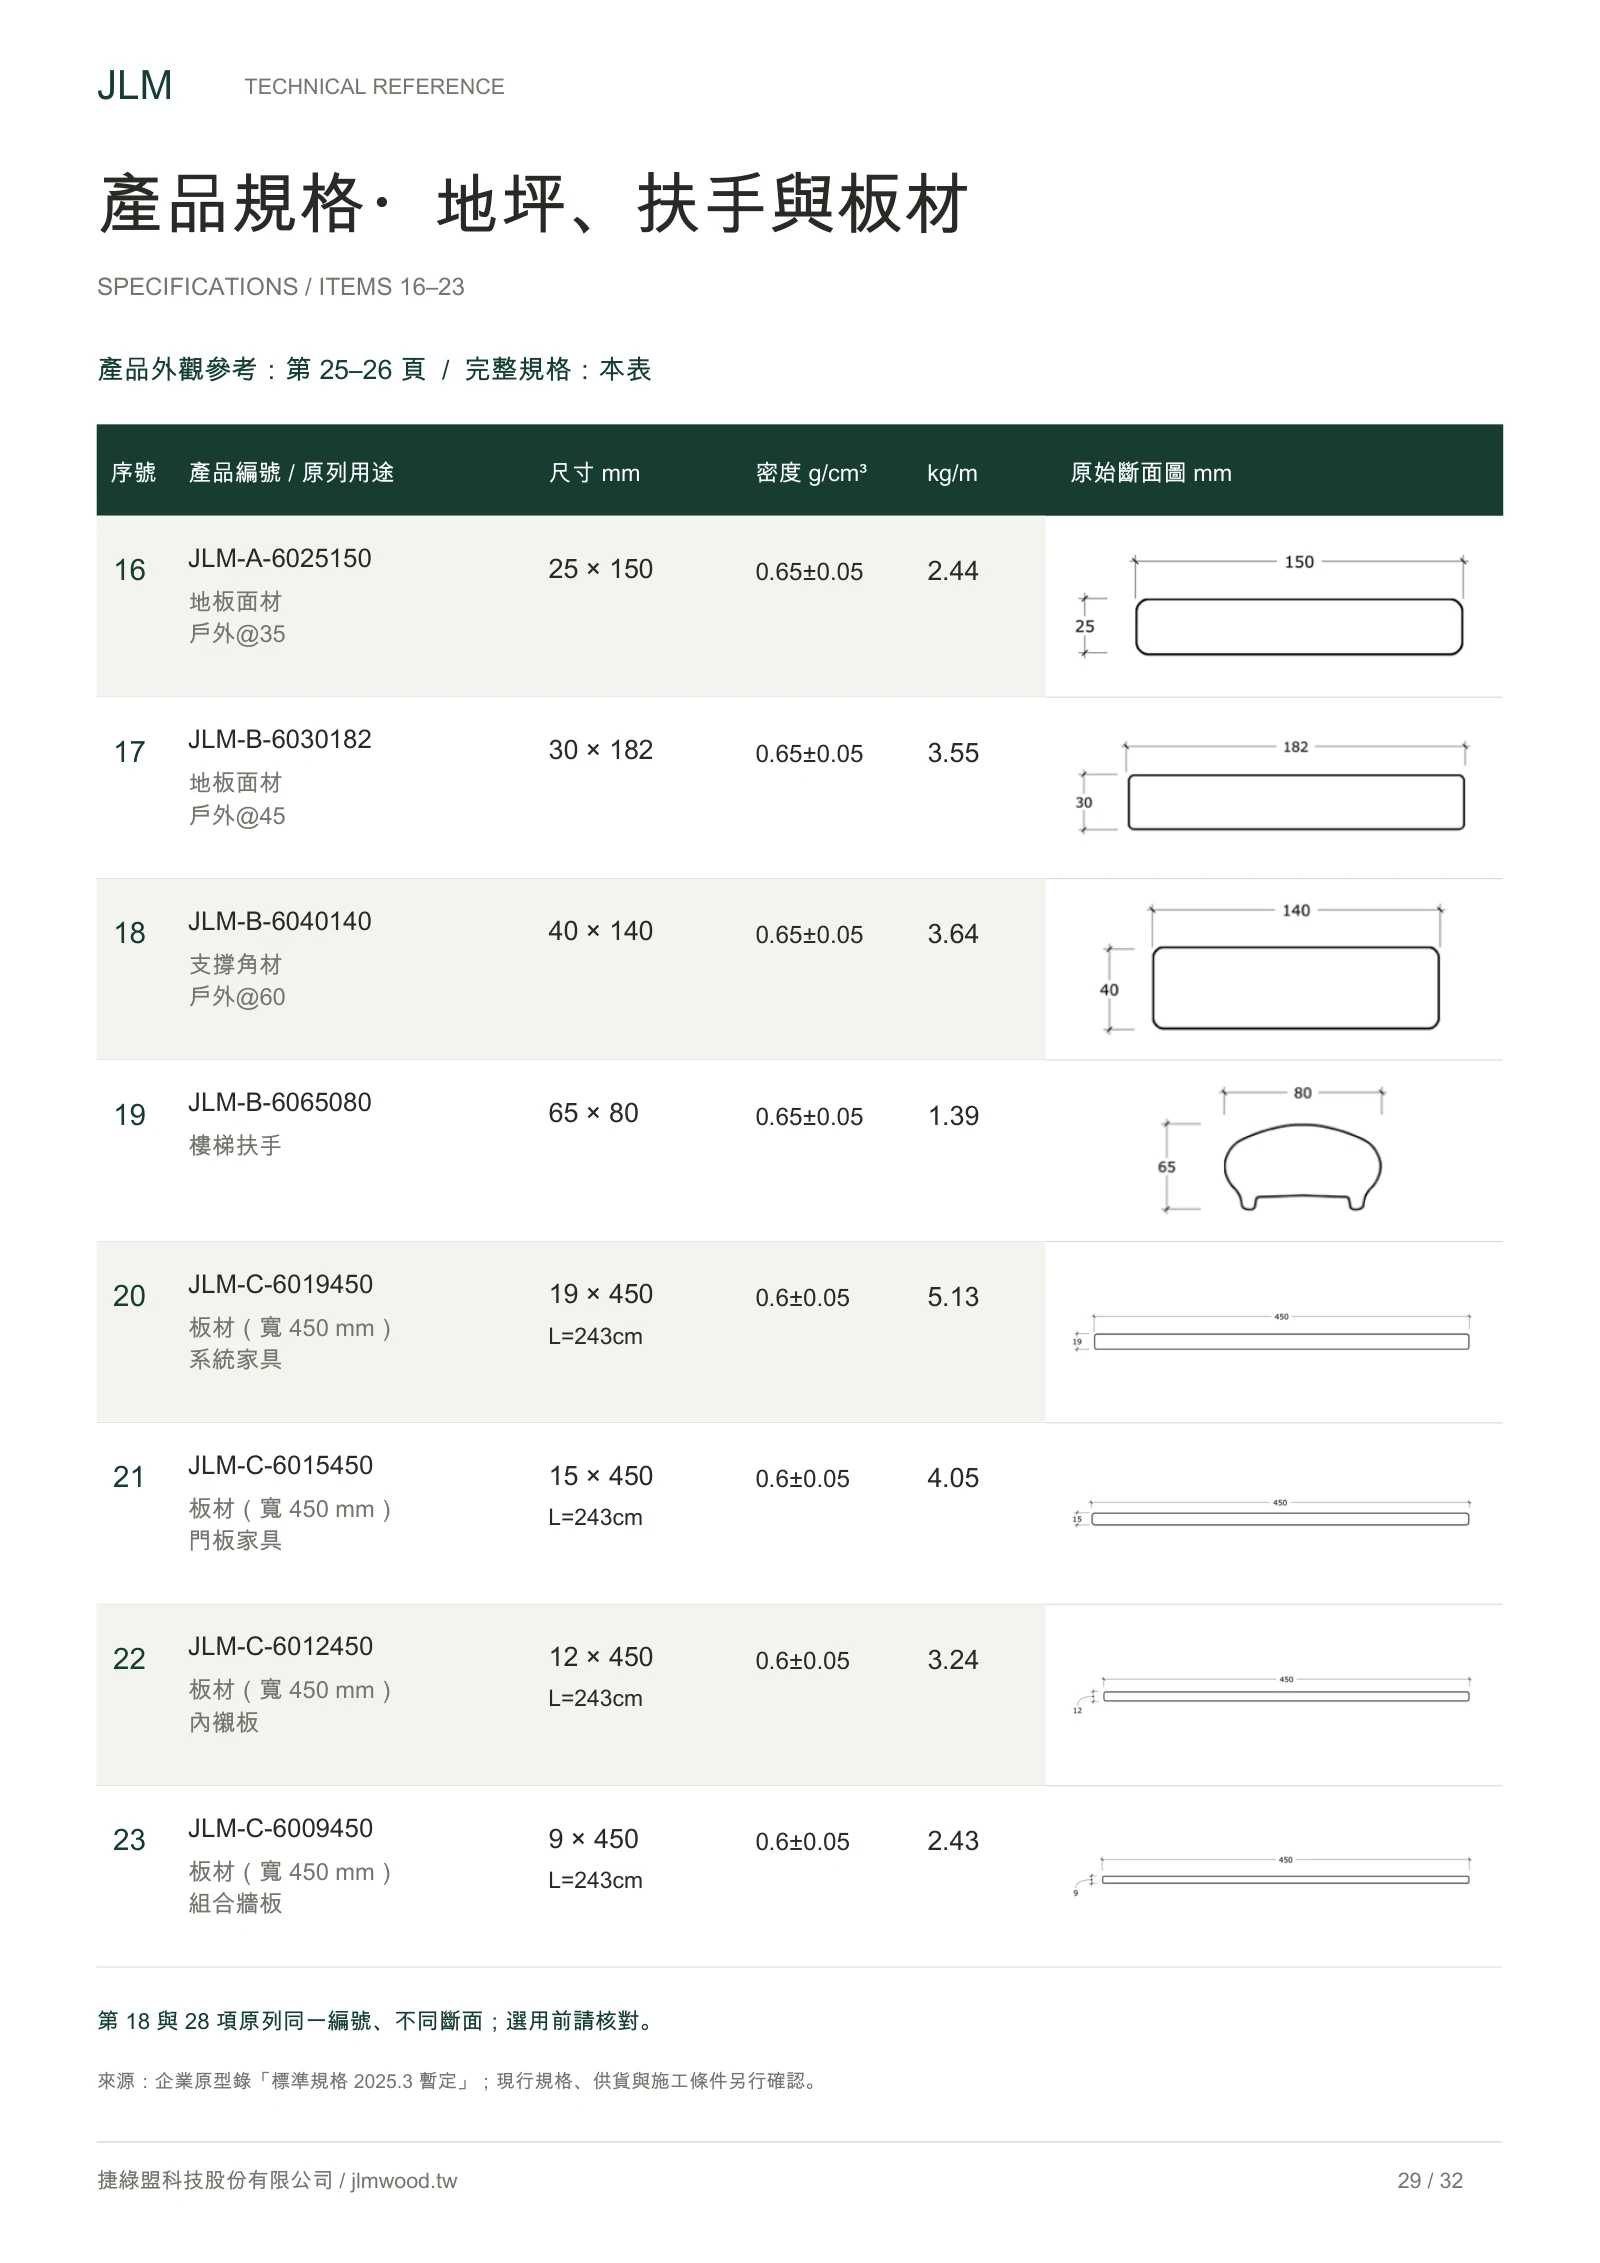 JLM TECHNICAL REFERENCE
產品規格· 地坪、扶手與板材
SPECIFICATIONS / ITEMS 16–23
產品外觀參考：第 25–26 頁 / 完整規格：本表
序號 產品編號 / 原列用途 尺寸 mm 密度 g/cm³ kg/m 原始斷面圖 mm
16 JLM-A-6025150 25 × 150 0.65±0.05 2.44
地板面材
戶外@35
150
25
17 JLM-B-6030182 30 × 182 0.65±0.05 3.55
地板面材
戶外@45
182
30
18 JLM-B-6040140 40 × 140 0.65±0.05 3.64
支撐角材
戶外@60
140
40
19 JLM-B-6065080 65 × 80 0.65±0.05 1.39
樓梯扶手
80
65
20 JLM-C-6019450 19 × 450 0.6±0.05 5.13
板材（寬 450 mm） L=243cm
系統家具
450
19
21 JLM-C-6015450 15 × 450 0.6±0.05 4.05
板材（寬 450 mm） L=243cm
門板家具
450
15
22 JLM-C-6012450 12 × 450 0.6±0.05 3.24
板材（寬 450 mm） L=243cm
內襯板
450
12
23 JLM-C-6009450 9 × 450 0.6±0.05 2.43
板材（寬 450 mm） L=243cm
組合牆板
450
9
第 18 與 28 項原列同一編號、不同斷面；選用前請核對。
來源：企業原型錄「標準規格 2025.3 暫定」；現行規格、供貨與施工條件另行確認。
捷綠盟科技股份有限公司 / jlmwood.tw 29 / 32